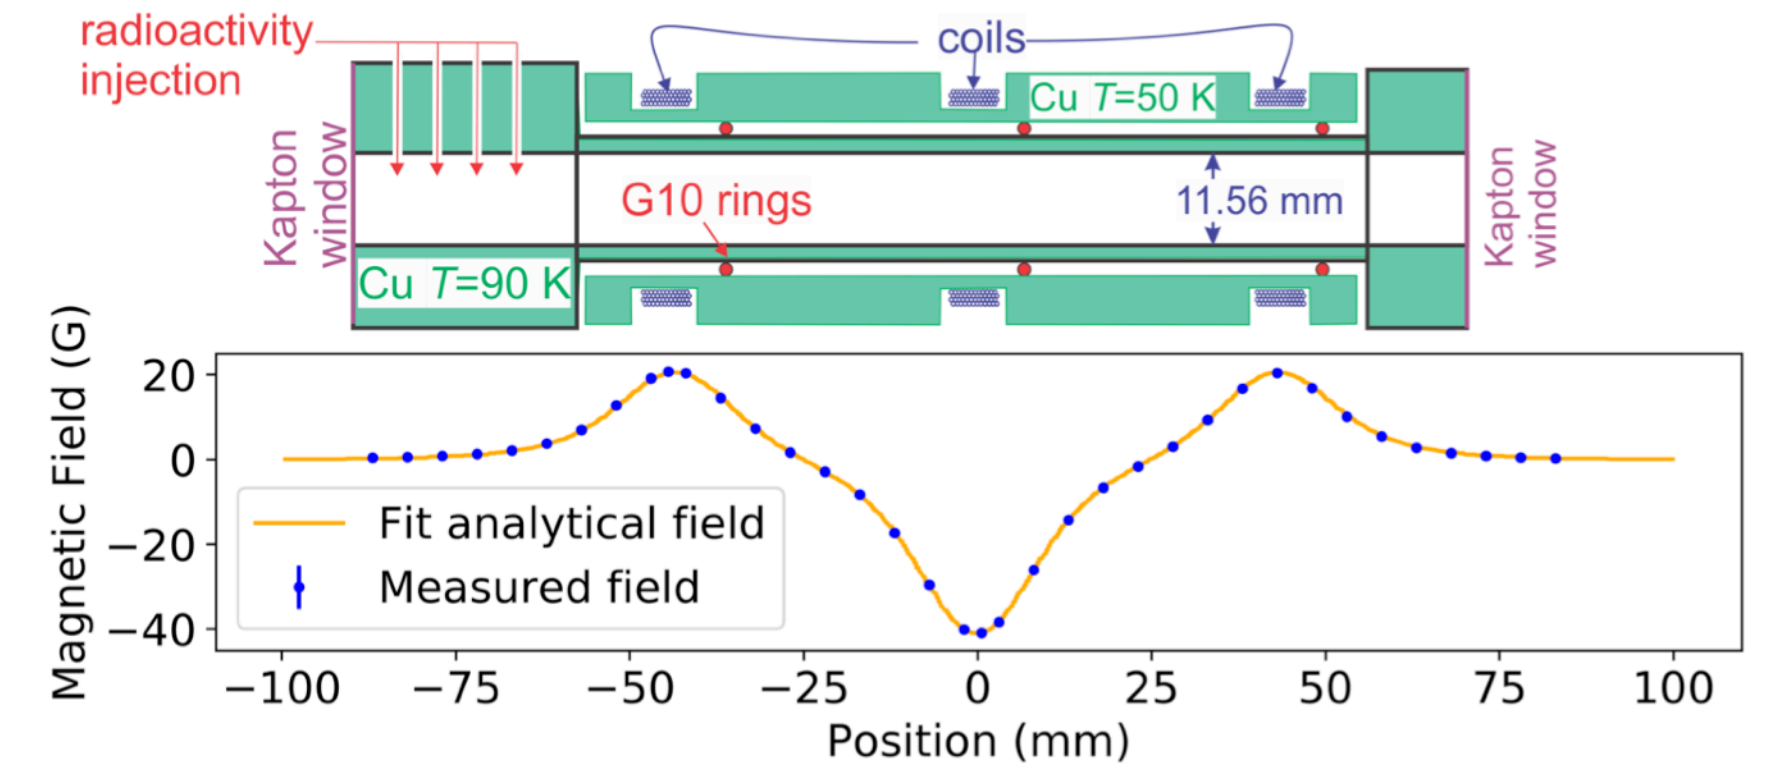 radioactivity
injection
coils
Cu T=50 K
Kapton
window
G10 rings
11.56 mm
Kapton
window
Cu T=90 K
Magnetic Field (G)
20
0
−20
−40
Fit analytical field
Measured field
−100 −75 −50 −25 0 25 50 75 100
Position (mm)